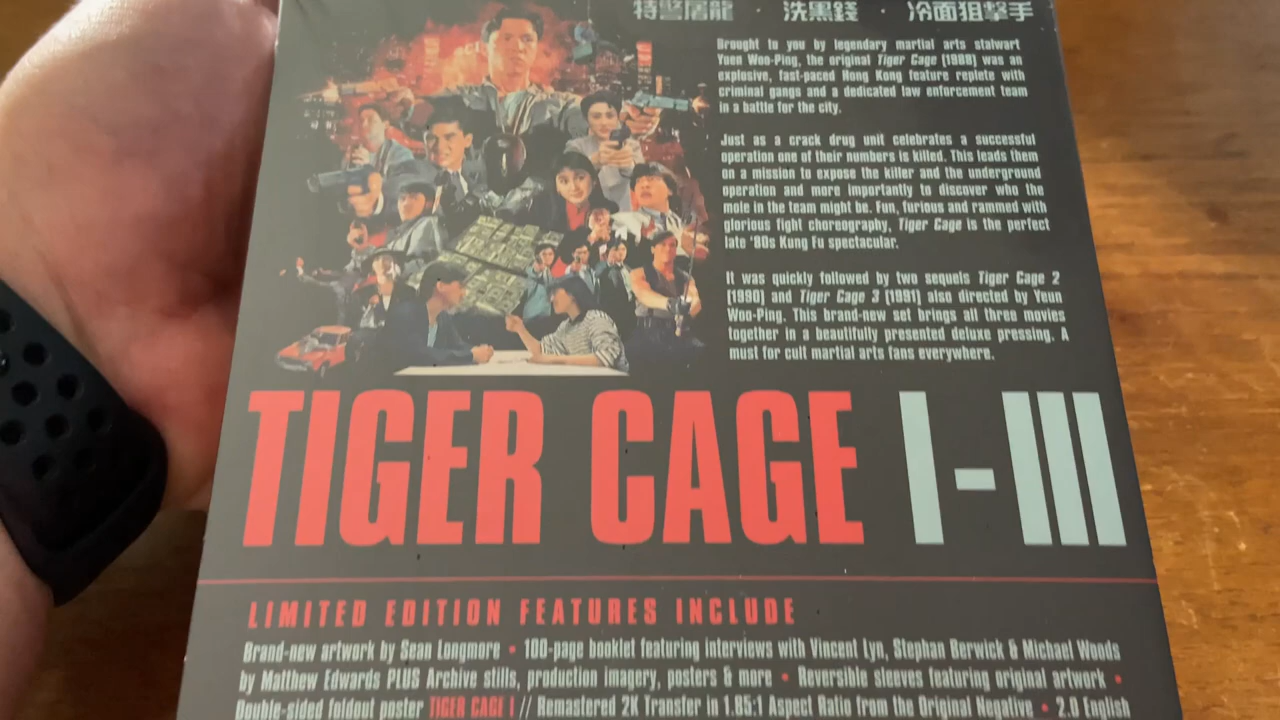 特警屠龍 · 洗黑錢 · 冷面狙擊手
Brought to you by legendary martial arts stalwart
Yuen Woo-Ping, the original Tiger Cage (1988) was an
explosive, fast-paced Hong Kong feature replete with
criminal gangs and a dedicated law enforcement team
in a battle for the city.
Just as a crack drug unit celebrates a successful
operation one of their numbers is killed. This leads them
on a mission to expose the killer and the underground
operation and more importantly to discover who the
mole in the team might be. Fun, furious and rammed with
glorious fight choreography, Tiger Cage is the perfect
late '80s Kung Fu spectacular.
It was quickly followed by two sequels Tiger Cage 2
(1990) and Tiger Cage 3 (1991) also directed by Yeun
Woo-Ping. This brand-new set brings all three movies
together in a beautifully presented deluxe pressing. A
must for cult martial arts fans everywhere.
TIGER CAGE I-III
LIMITED EDITION FEATURES INCLUDE
Brand-new artwork by Sean Longmore • 100-page booklet featuring interviews with Vincent Lyn, Stephan Berwick & Michael Woods
by Matthew Edwards PLUS Archive stills, production imagery, posters & more • Reversible sleeves featuring original artwork •
Double-sided foldout poster TIGER CAGE I // Remastered 2K Transfer in 1.85:1 Aspect Ratio from the Original Negative • 2.0 English